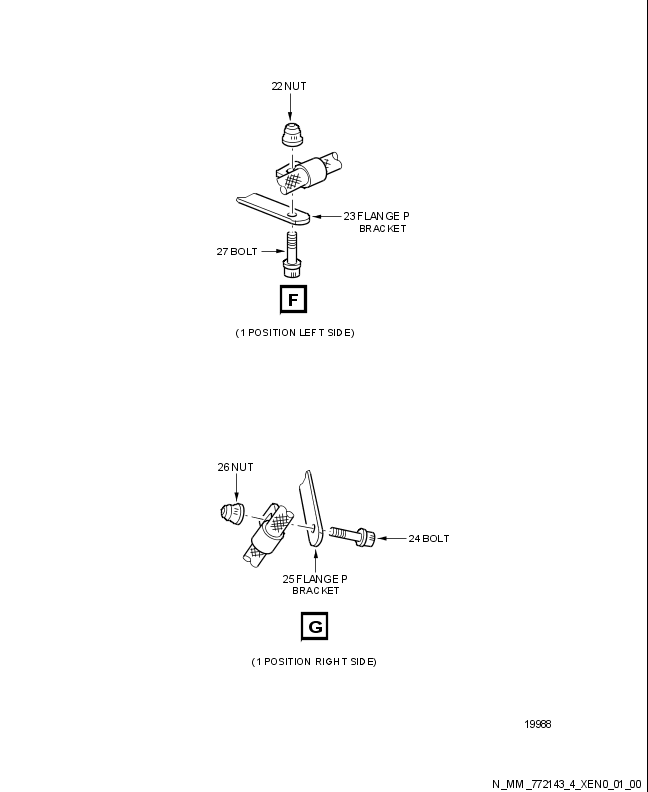 22 NUT
23 FLANGE P
BRACKET
27 BOLT
F
(1 POSITION LEFT SIDE)
26 NUT
24 BOLT
25 FLANGE P
BRACKET
G
(1 POSITION RIGHT SIDE)
19988
N_MM_772143_4_XEN0_01_00